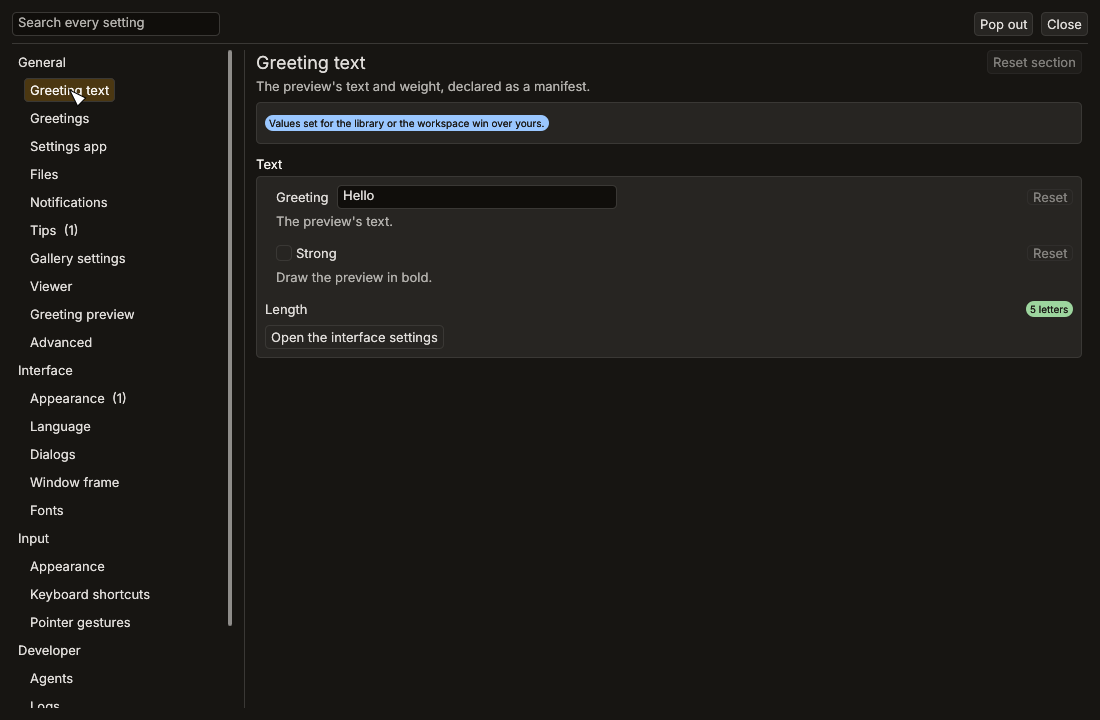 Search every setting
Pop out
Close
General
Greeting text
Greetings
Settings app
Files
Notifications
Tips (1)
Gallery settings
Viewer
Greeting preview
Advanced
Interface
Appearance (1)
Language
Dialogs
Window frame
Fonts
Input
Appearance
Keyboard shortcuts
Pointer gestures
Developer
Agents
Logs
Greeting text
Reset section
The preview's text and weight, declared as a manifest.
Values set for the library or the workspace win over yours.
Text
Greeting Hello Reset
The preview's text.
Strong Reset
Draw the preview in bold.
Length 5 letters
Open the interface settings